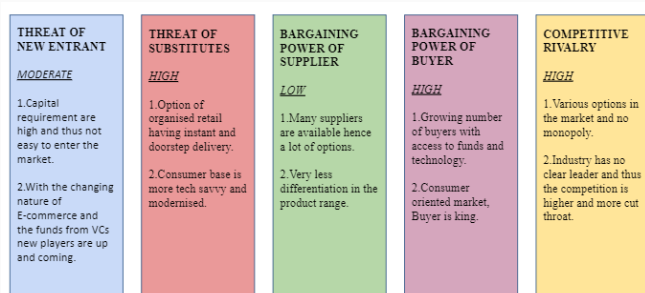 THREAT OF
NEW ENTRANT
MODERATE
1.Capital
requirement are
high and thus not
easy to enter the
market.
2.With the changing
nature of
E-commerce and
the funds from VCs
new players are up
and coming.
THREAT OF
SUBSTITUTES
HIGH
1.Option of
organised retail
having instant and
doorstep delivery.
2.Consumer base is
more tech savvy and
modernised.
BARGAINING
POWER OF
SUPPLIER
LOW
1.Many suppliers
are available hence
a lot of options.
2.Very less
differentiation in the
product range.
BARGAINING
POWER OF
BUYER
HIGH
1.Growing number
of buyers with
access to funds and
technology.
2.Consumer
oriented market,
Buyer is king.
COMPETITIVE
RIVALRY
HIGH
1.Various options in
the market and no
monopoly.
2.Industry has no
clear leader and thus
the competition is
higher and more cut
throat.